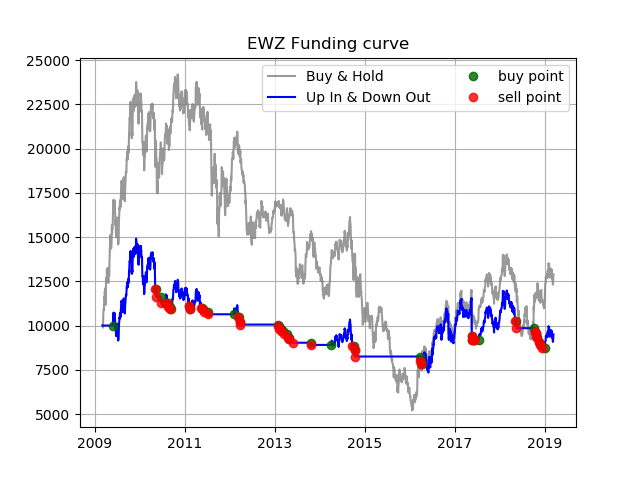 EWZ Funding curve
Buy & Hold
Up In & Down Out
buy point
sell point
25000
22500
20000
17500
15000
12500
10000
7500
5000
2009 2011 2013 2015 2017 2019